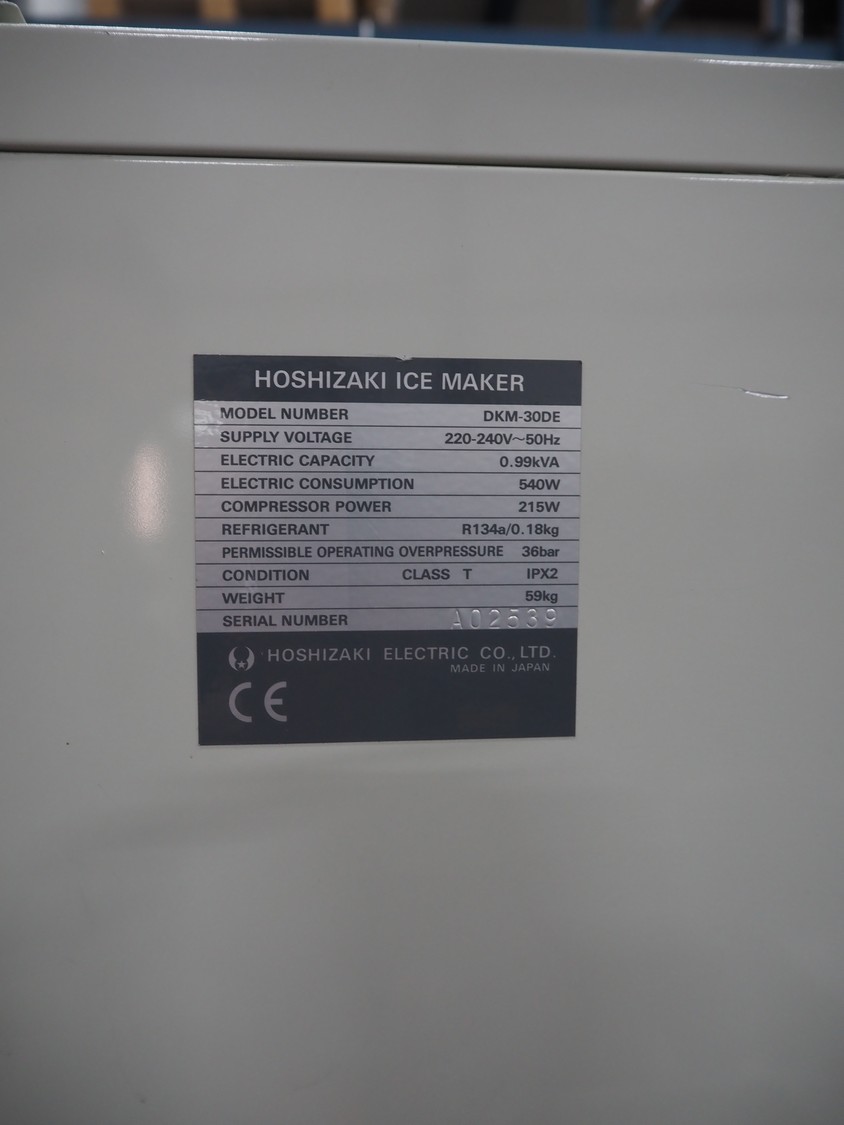 HOSHIZAKI ICE MAKER
MODEL NUMBER DKM-30DE
SUPPLY VOLTAGE 220-240V~50Hz
ELECTRIC CAPACITY 0.99kVA
ELECTRIC CONSUMPTION 540W
COMPRESSOR POWER 215W
REFRIGERANT R134a/0.18kg
PERMISSIBLE OPERATING OVERPRESSURE 36bar
CONDITION CLASS T IPX2
WEIGHT 59kg
SERIAL NUMBER A02539
HOSHIZAKI ELECTRIC CO., LTD.
MADE IN JAPAN
CE